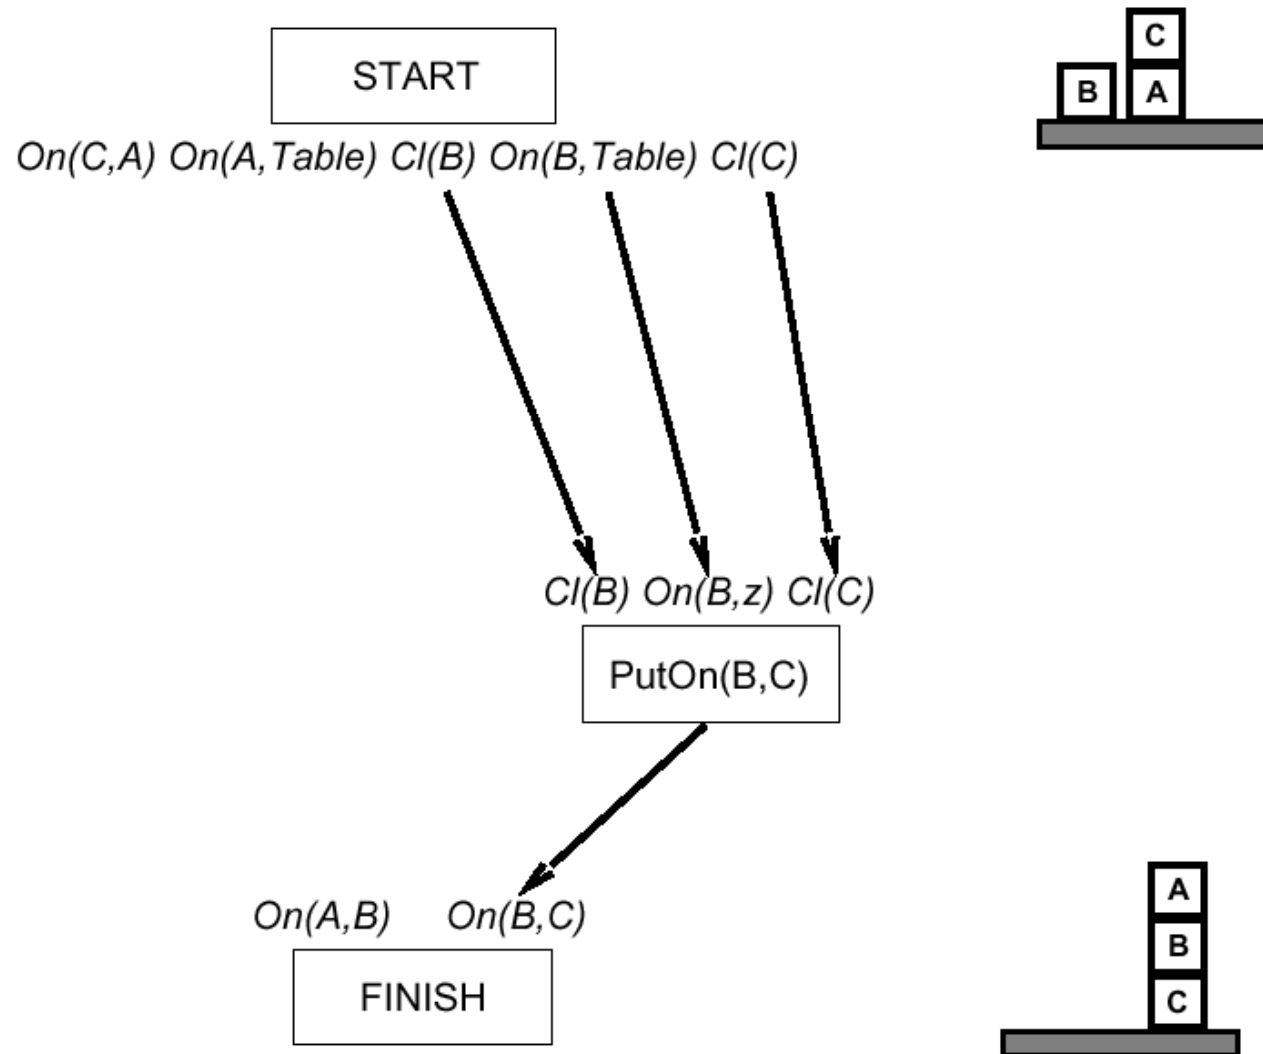 START
On(C,A) On(A,Table) Cl(B) On(B,Table) Cl(C)
C
B A
Cl(B) On(B,z) Cl(C)
PutOn(B,C)
On(A,B) On(B,C)
FINISH
A
B
C